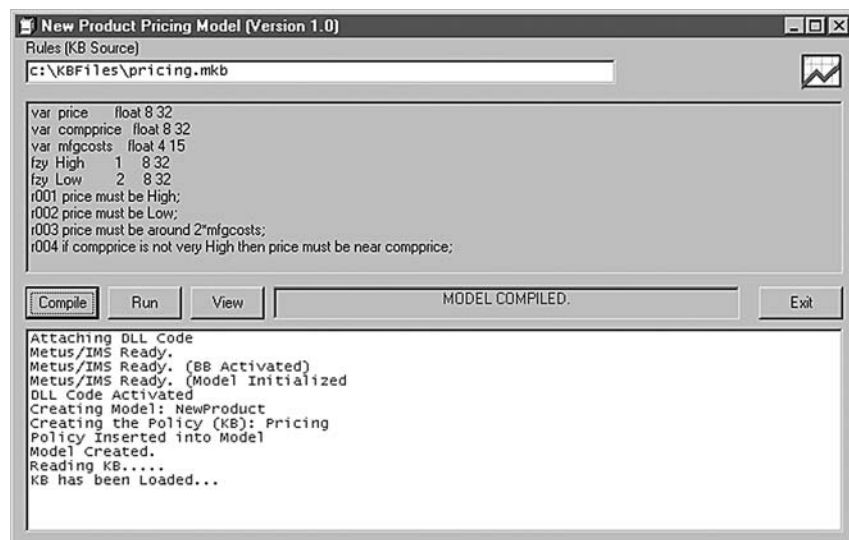 New Product Pricing Model (Version 1.0)
Rules (KB Source)
c:\KBFiles\pricing.mkb
var price float 8 32
var compprice float 8 32
var mfgcosts float 4 15
fzy High 1 8 32
fzy Low 2 8 32
r001 price must be High;
r002 price must be Low;
r003 price must be around 2*mfgcosts;
r004 if compprice is not very High then price must be near compprice;
Compile Run View MODEL COMPILED. Exit
Attaching DLL Code
Metus/IMS Ready.
Metus/IMS Ready. (BB Activated)
Metus/IMS Ready. (Model Initialized
DLL Code Activated
Creating Model: NewProduct
Creating the Policy (KB): Pricing
Policy Inserted into Model
Model Created.
Reading KB.....
KB has been Loaded...